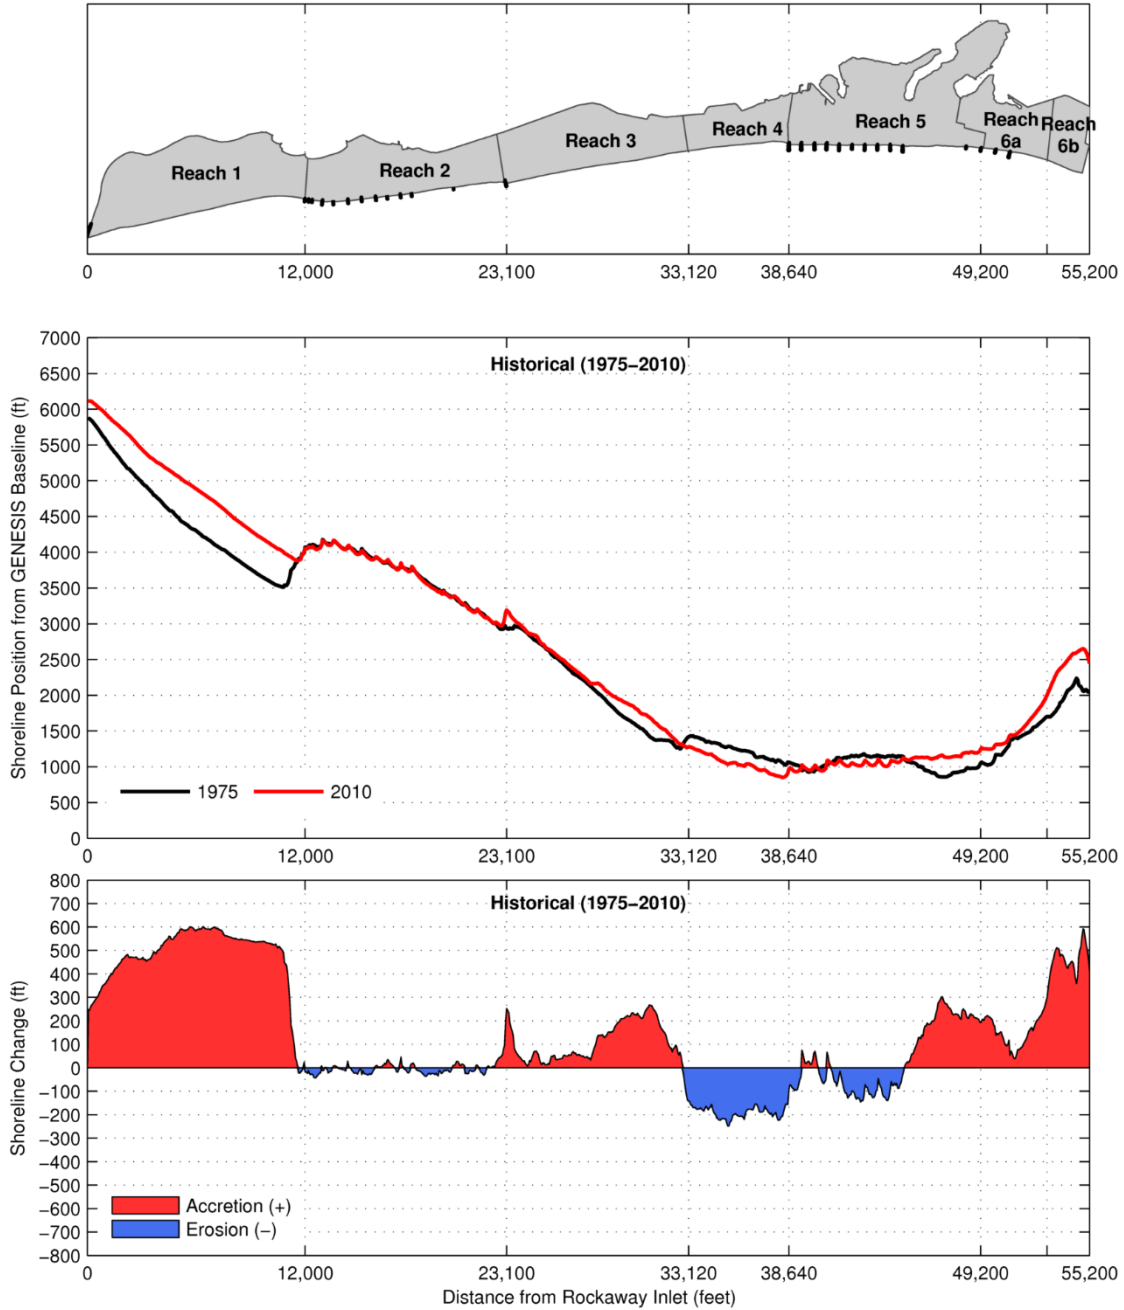 Reach 1
Reach 2
Reach 3
Reach 4
Reach 5
Reach
6a
Reach
6b
0 12,000 23,100 33,120 38,640 49,200 55,200
Historical (1975−2010)
Shoreline Position from GENESIS Baseline (ft)
7000
6500
6000
5500
5000
4500
4000
3500
3000
2500
2000
1500
1000
500
0
1975 2010
0 12,000 23,100 33,120 38,640 49,200 55,200
Historical (1975−2010)
Shoreline Change (ft)
800
700
600
500
400
300
200
100
0
−100
−200
−300
−400
−500
−600
−700
−800
Accretion (+)
Erosion (−)
0 12,000 23,100 33,120 38,640 49,200 55,200
Distance from Rockaway Inlet (feet)